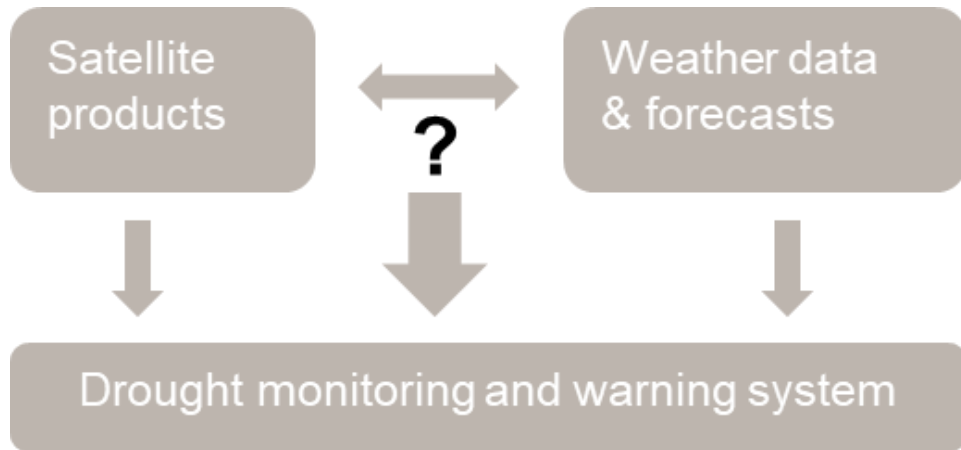 Satellite
products
Weather data
& forecasts
?
Drought monitoring and warning system